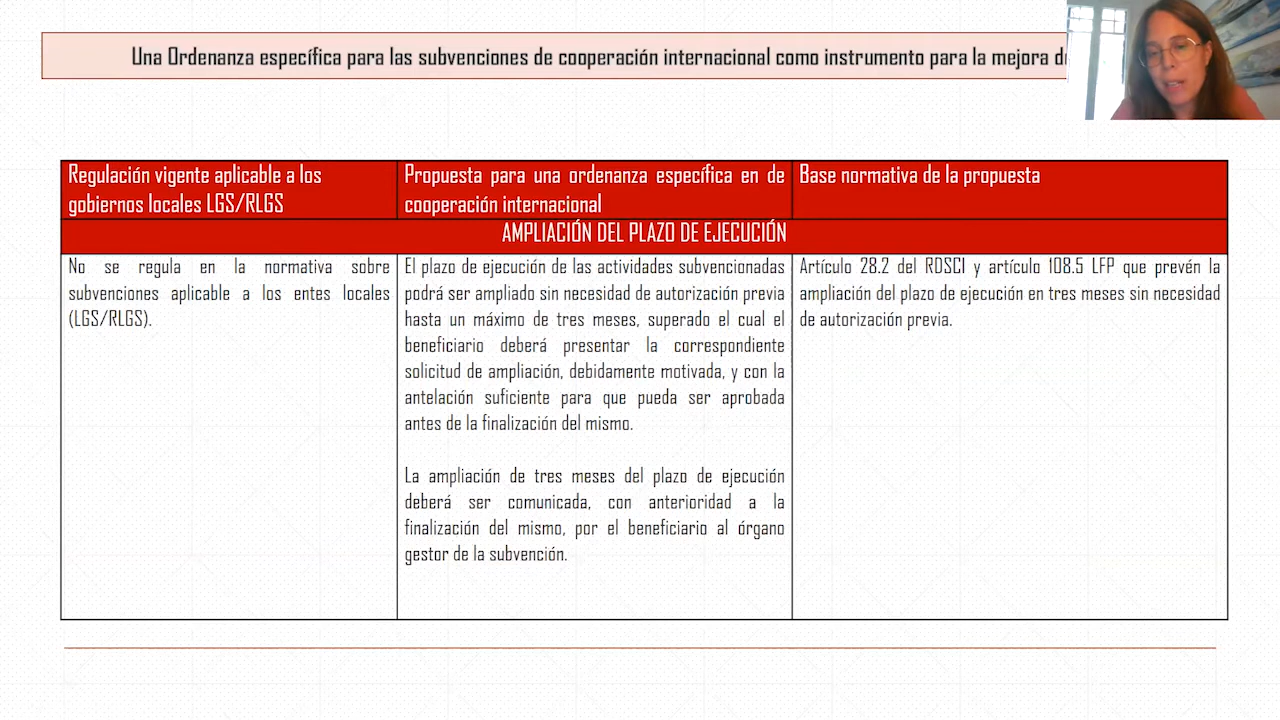 Una Ordenanza específica para las subvenciones de cooperación internacional como instrumento para la mejora
Regulación vigente aplicable a los
gobiernos locales LGS/RLGS
Propuesta para una ordenanza específica en de
cooperación internacional
Base normativa de la propuesta
AMPLIACIÓN DEL PLAZO DE EJECUCIÓN
No se regula en la normativa sobre
subvenciones aplicable a los entes locales
(LGS/RLGS).
El plazo de ejecución de las actividades subvencionadas
podrá ser ampliado sin necesidad de autorización previa
hasta un máximo de tres meses, superado el cual el
beneficiario deberá presentar la correspondiente
solicitud de ampliación, debidamente motivada, y con la
antelación suficiente para que pueda ser aprobada
antes de la finalización del mismo.
La ampliación de tres meses del plazo de ejecución
deberá ser comunicada, con anterioridad a la
finalización del mismo, por el beneficiario al órgano
gestor de la subvención.
Artículo 28.2 del RDSCI y artículo 108.5 LFP que prevén la
ampliación del plazo de ejecución en tres meses sin necesidad
de autorización previa.